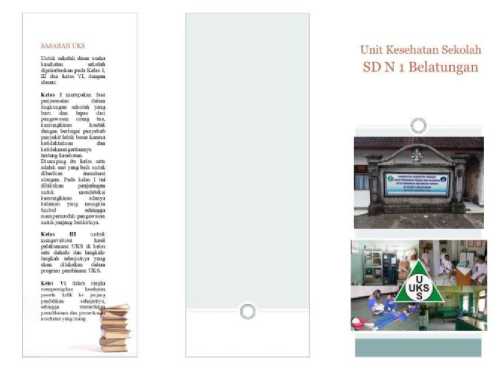 SASARAN UKS
Untuk sekolah dasar usaha
kesehatan sekolah
diprioritaskan pada Kelas I,
III dan kelas VI, dengan
alasan:
Kelas I merupakan fase
penyesuaian dalam
lingkungan sekolah yang
baru dan lepas dari
pengawasan orang tua,
kemungkinan kontak
dengan berbagai penyebab
penyakit lebih besar karena
ketidaktahuan dan
tentang kesehatan.
Disamping itu kelas satu
adalah saat yang baik untuk
diberikan imunisasi
ulangan. Pada kelas I ini
dilakukan penjaringan
untuk mendeteksi
kemungkinan adanya
kelainan yang mungkin
timbul sehingga
mempermudah pengawasan
untuk jenjang berikutnya.
Kelas III untuk
mengevaluasi hasil
pelaksanaan UKS di kelas
satu dahulu dan langkah-
langkah selanjutnya yang
akan dilakukan dalam
program pembinaan UKS.
Kelas VI dalam rangka
mempersiapkan kesehatan
peserta didik ke jenjang
pendidikan selanjutnya,
sehingga memerlukan
pemeliharaan dan pemeriksaan
kesehatan yang
Unit Kesehatan Sekolah
SD N 1 Belatungan
U
UKS
S